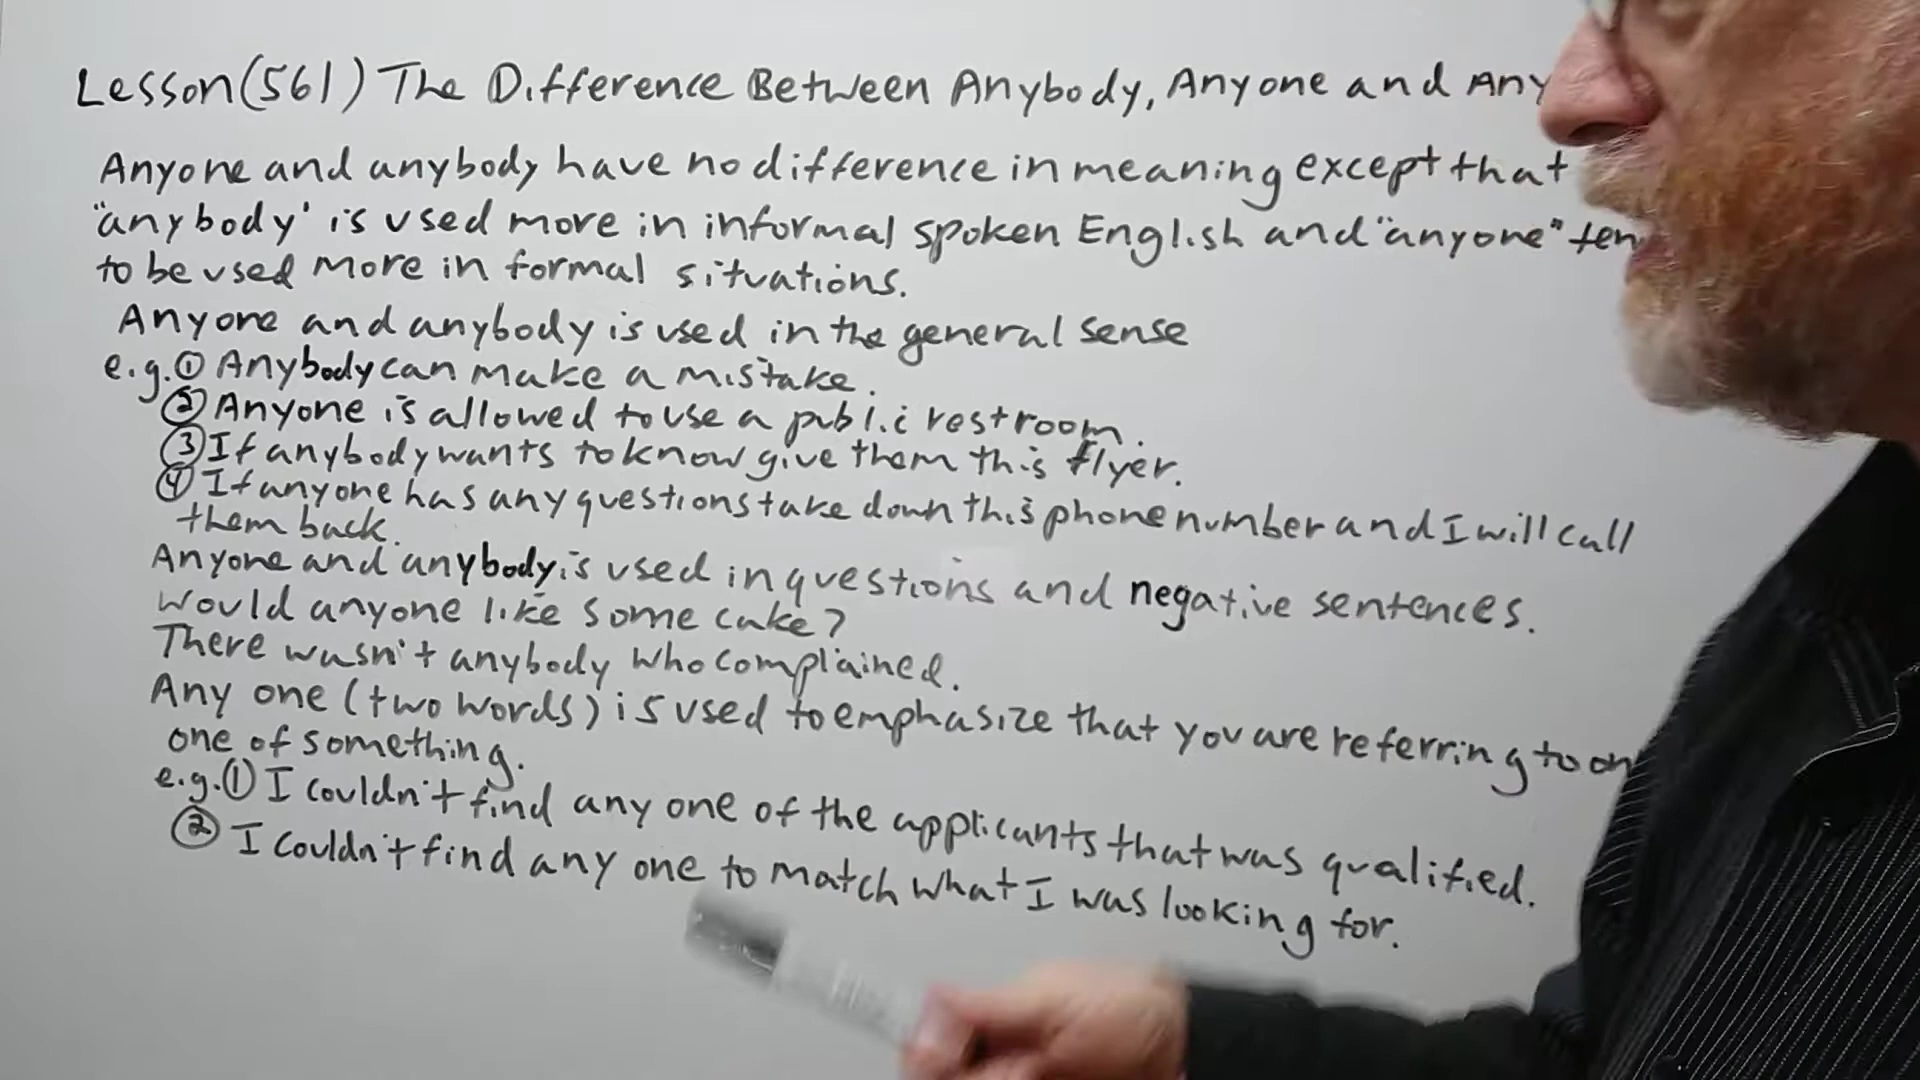 Lesson(561) The Difference Between Anybody, Anyone and Any
Anyone and anybody have no difference in meaning except that
"anybody' is used more in informal spoken English and "anyone" ten
to be used more in formal situations.
Anyone and anybody is used in the general sense
e.g. ① Anybody can make a mistake.
② Anyone is allowed to use a public restroom.
③ If anybody wants to know give them this flyer.
④ If anyone has any questions take down this phone number and I will call
them back.
Anyone and anybody is used in questions and negative sentences.
Would anyone like some cake?
There wasn't anybody who complained.
Any one (two words) is used to emphasize that you are referring to on
one of something.
e.g. ① I couldn't find any one of the applicants that was qualified.
② I couldn't find any one to match what I was looking for.